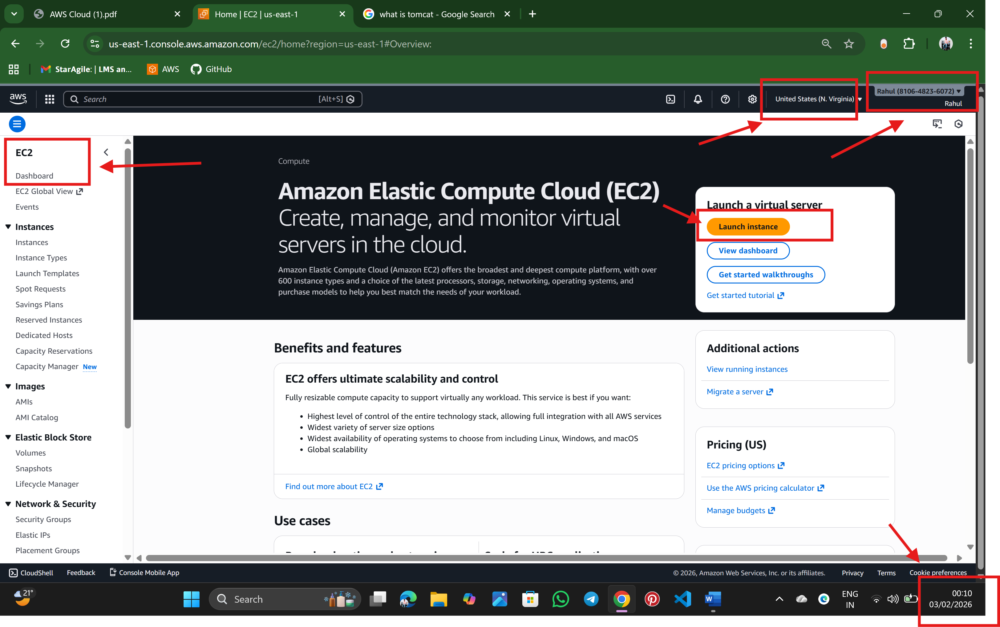 AWS Cloud (1).pdf
Home | EC2 | us-east-1
what is tomcat - Google Search
us-east-1.console.aws.amazon.com/ec2/home?region=us-east-1#Overview:
StarAgile: | LMS an...
AWS
GitHub
aws
Search
[Alt+S]
United States (N. Virginia)
Rahul (8106-4823-6072)
Rahul
EC2
Dashboard
EC2 Global View
Events
Instances
Instances
Instance Types
Launch Templates
Spot Requests
Savings Plans
Reserved Instances
Dedicated Hosts
Capacity Reservations
Capacity Manager New
Images
AMIs
AMI Catalog
Elastic Block Store
Volumes
Snapshots
Lifecycle Manager
Network & Security
Security Groups
Elastic IPs
Placement Groups
Compute
Amazon Elastic Compute Cloud (EC2)
Create, manage, and monitor virtual
servers in the cloud.
Amazon Elastic Compute Cloud (Amazon EC2) offers the broadest and deepest compute platform, with over
600 instance types and a choice of the latest processors, storage, networking, operating systems, and
purchase models to help you best match the needs of your workload.
Launch a virtual server
Launch instance
View dashboard
Get started walkthroughs
Get started tutorial
Benefits and features
EC2 offers ultimate scalability and control
Fully resizable compute capacity to support virtually any workload. This service is best if you want:
• Highest level of control of the entire technology stack, allowing full integration with all AWS services
• Widest variety of server size options
• Widest availability of operating systems to choose from including Linux, Windows, and macOS
• Global scalability
Find out more about EC2
Use cases
Additional actions
View running instances
Migrate a server
Pricing (US)
EC2 pricing options
Use the AWS pricing calculator
Manage budgets
CloudShell
Feedback
Console Mobile App
© 2026, Amazon Web Services, Inc. or its affiliates.
Privacy
Terms
Cookie preferences
21°
Search
ENG
IN
00:10
03/02/2026